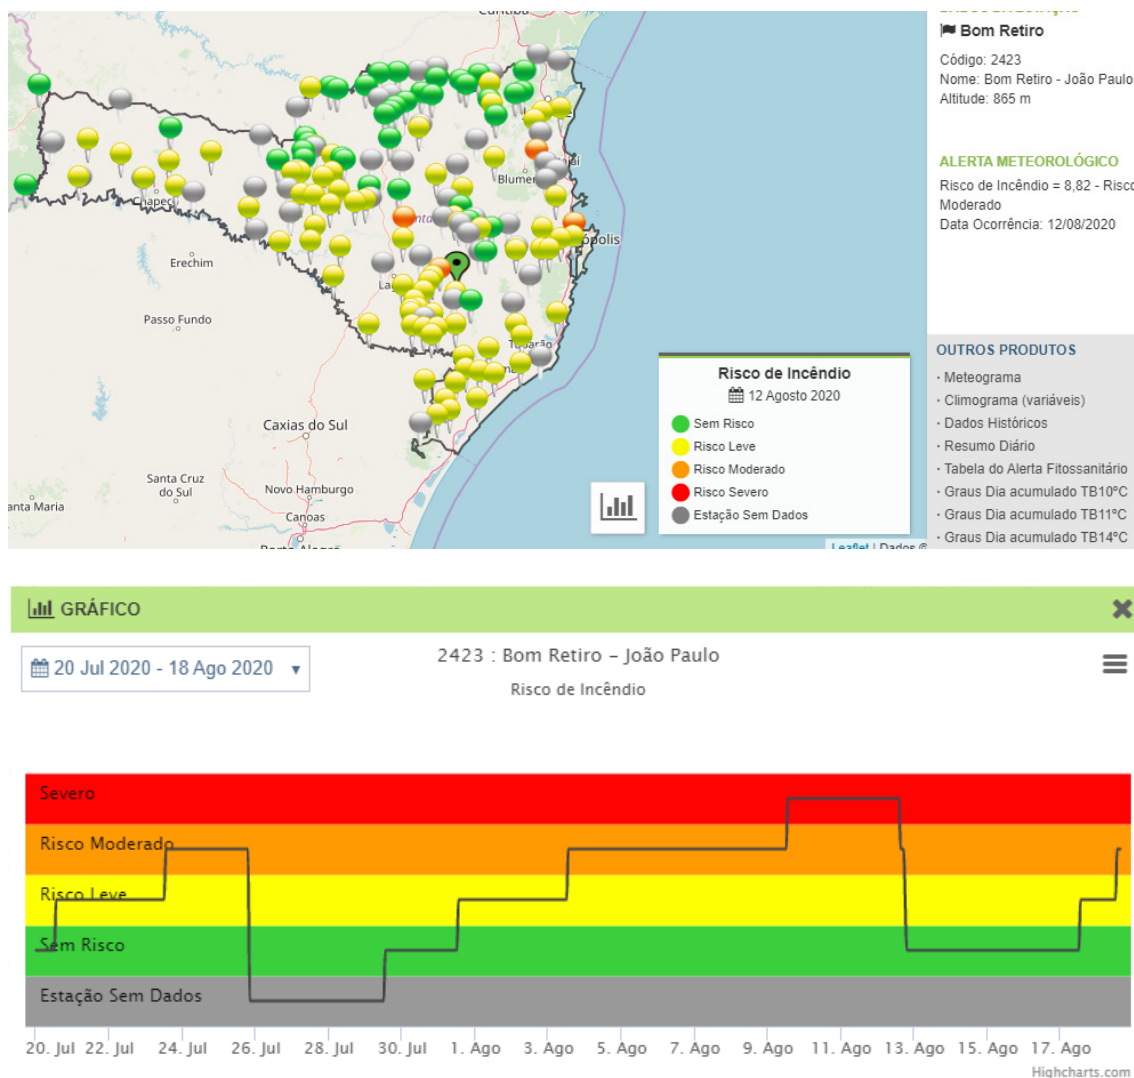 Bom Retiro
Código: 2423
Nome: Bom Retiro - João Paulo
Altitude: 865 m
ALERTA METEOROLÓGICO
Risco de Incêndio = 8,82 - Risco
Moderado
Data Ocorrência: 12/08/2020
OUTROS PRODUTOS
· Meteograma
· Climograma (variáveis)
· Dados Históricos
· Resumo Diário
· Tabela do Alerta Fitossanitário
· Graus Dia acumulado TB10ºC
· Graus Dia acumulado TB11ºC
· Graus Dia acumulado TB14ºC
Curitiba
Blumen
Chapec
Erechim
Passo Fundo
Caxias do Sul
Santa Cruz
do Sul
Novo Hamburgo
anta Maria
Canoas
Porto Alegre
Risco de Incêndio
12 Agosto 2020
Sem Risco
Risco Leve
Risco Moderado
Risco Severo
Estação Sem Dados
Leaflet | Dados ©
GRÁFICO
20 Jul 2020 - 18 Ago 2020
2423 : Bom Retiro – João Paulo
Risco de Incêndio
Severo
Risco Moderado
Risco Leve
Sem Risco
Estação Sem Dados
20. Jul 22. Jul 24. Jul 26. Jul 28. Jul 30. Jul 1. Ago 3. Ago 5. Ago 7. Ago 9. Ago 11. Ago 13. Ago 15. Ago 17. Ago
Highcharts.com